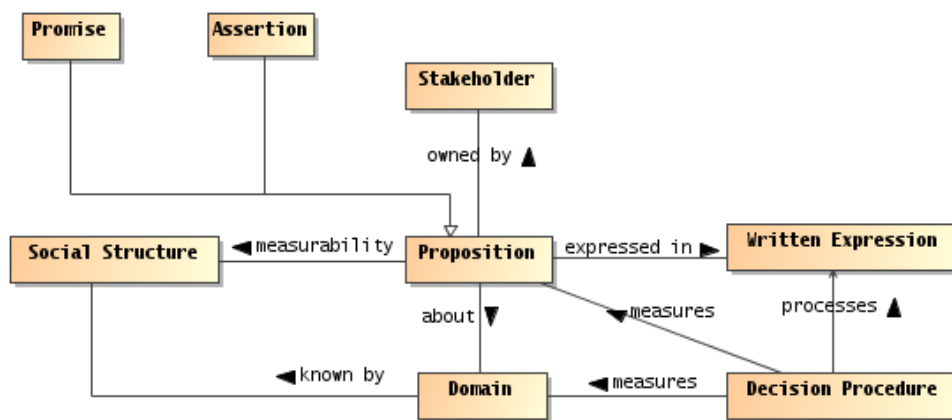 Promise
Assertion
Stakeholder
owned by
Social Structure
measurability
Proposition
expressed in
Written Expression
about
measures
processes
known by
Domain
measures
Decision Procedure